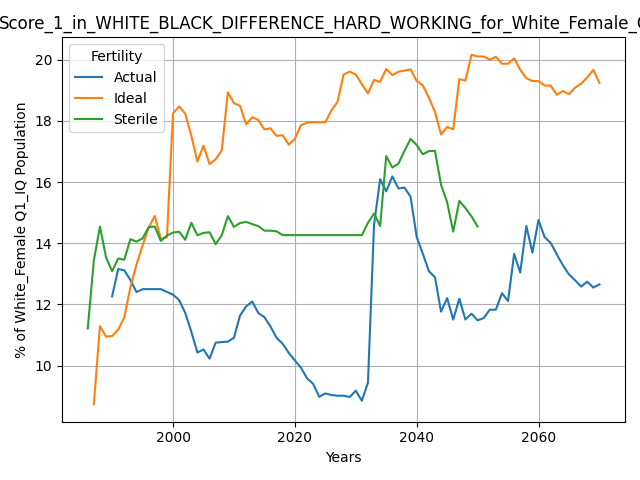 Score_1_in_WHITE_BLACK_DIFFERENCE_HARD_WORKING_for_White_Female_
Fertility
Actual
Ideal
Sterile
% of White_Female Q1_IQ Population
20
18
16
14
12
10
2000 2020 2040 2060
Years